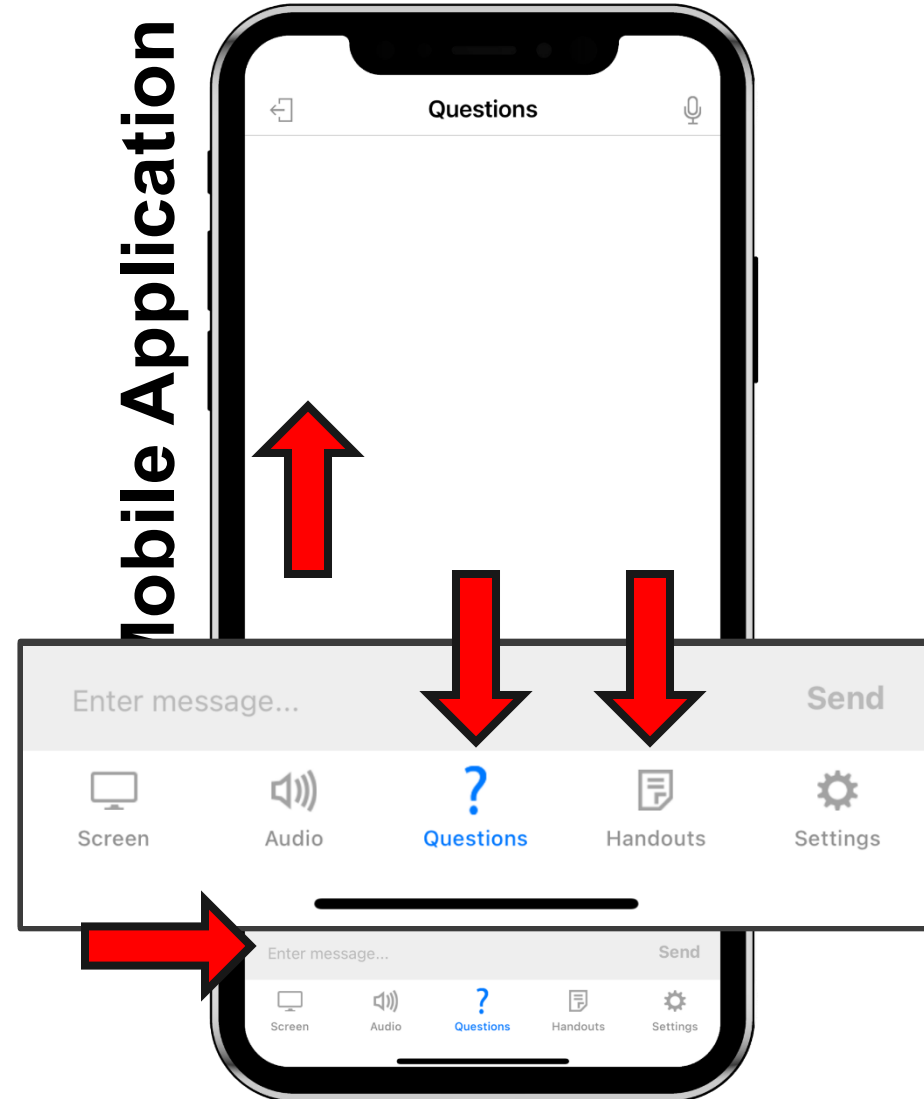 Mobile Application
Questions
Enter message...
Send
?
Screen
Audio
Questions
Handouts
Settings
Enter message...
Send
?
Screen
Audio
Questions
Handouts
Settings